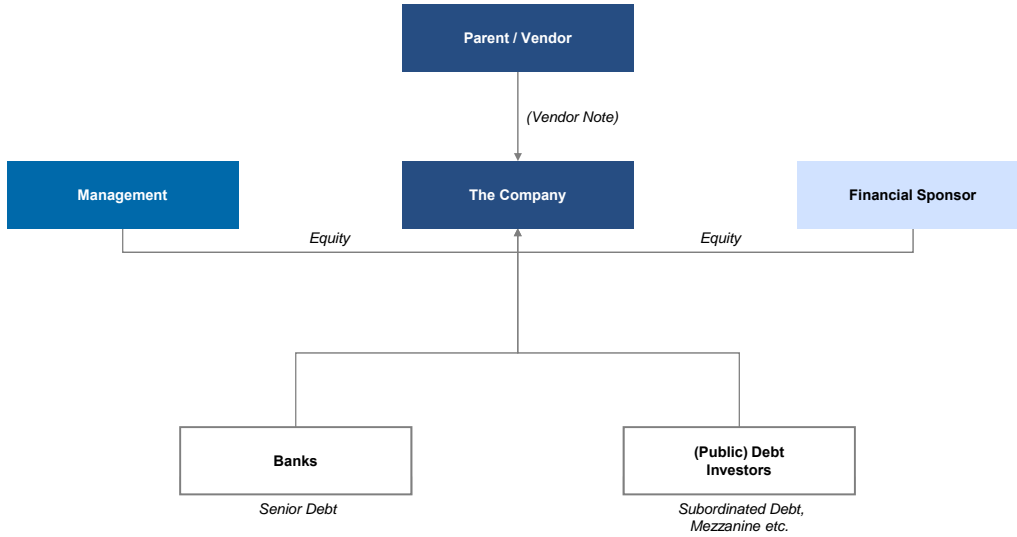 Parent / Vendor
(Vendor Note)
Management
The Company
Financial Sponsor
Equity
Equity
Banks
(Public) Debt
Investors
Senior Debt
Subordinated Debt,
Mezzanine etc.